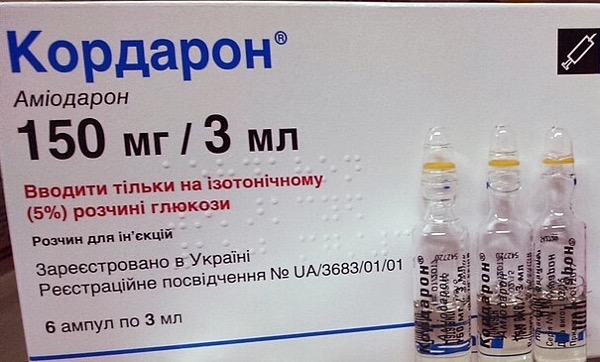 Кордарон®
Аміодарон
150 мг / 3 мл
Вводити тільки на ізотонічному
(5%) розчині глюкози
Розчин для ін'єкцій
Зареєстровано в Україні
Реєстраційне посвідчення № UA/3683/01/01
6 ампул по 3 мл